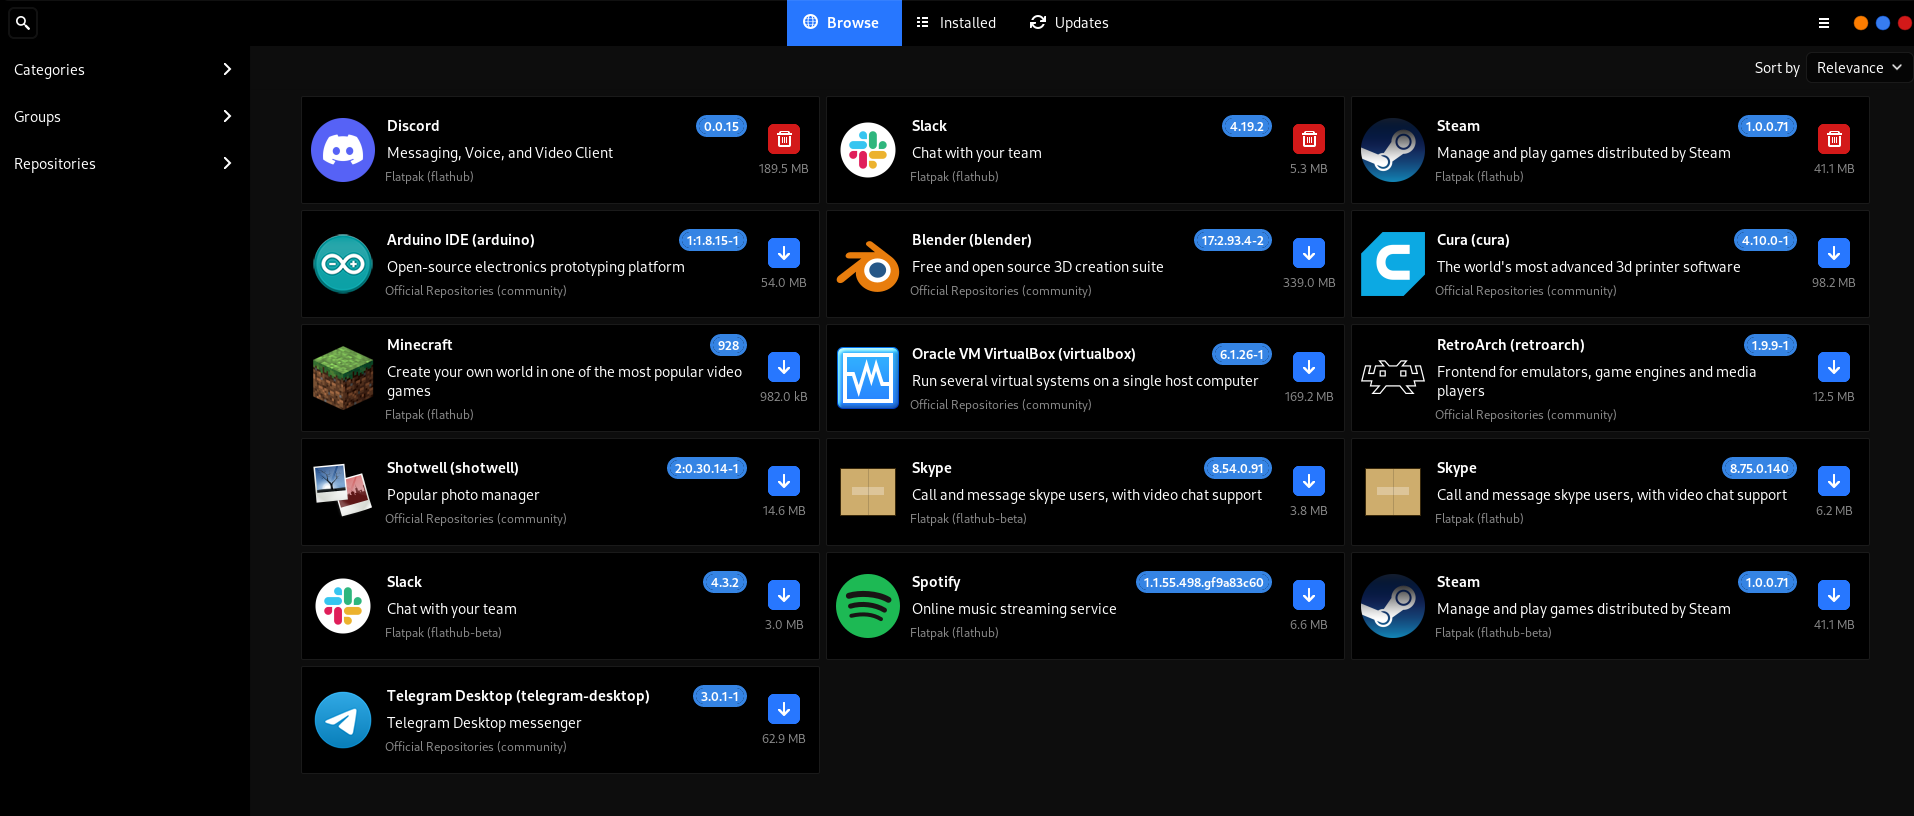 Browse
Installed
Updates
Categories
Groups
Repositories
Sort by
Relevance
Discord
0.0.15
Messaging, Voice, and Video Client
Flatpak (flathub)
189.5 MB
Slack
4.19.2
Chat with your team
Flatpak (flathub)
5.3 MB
Steam
1.0.0.71
Manage and play games distributed by Steam
Flatpak (flathub)
41.1 MB
Arduino IDE (arduino)
1:1.8.15-1
Open-source electronics prototyping platform
Official Repositories (community)
54.0 MB
Blender (blender)
17:2.93.4-2
Free and open source 3D creation suite
Official Repositories (community)
339.0 MB
Cura (cura)
4.10.0-1
The world's most advanced 3d printer software
Official Repositories (community)
98.2 MB
Minecraft
928
Create your own world in one of the most popular video
games
Flatpak (flathub)
982.0 kB
Oracle VM VirtualBox (virtualbox)
6.1.26-1
Run several virtual systems on a single host computer
Official Repositories (community)
169.2 MB
RetroArch (retroarch)
1.9.9-1
Frontend for emulators, game engines and media
players
Official Repositories (community)
12.5 MB
Shotwell (shotwell)
2:0.30.14-1
Popular photo manager
Official Repositories (community)
14.6 MB
Skype
8.54.0.91
Call and message skype users, with video chat support
Flatpak (flathub-beta)
3.8 MB
Skype
8.75.0.140
Call and message skype users, with video chat support
Flatpak (flathub)
6.2 MB
Slack
4.3.2
Chat with your team
Flatpak (flathub-beta)
3.0 MB
Spotify
1.1.55.498.gf9a83c60
Online music streaming service
Flatpak (flathub)
6.6 MB
Steam
1.0.0.71
Manage and play games distributed by Steam
Flatpak (flathub-beta)
41.1 MB
Telegram Desktop (telegram-desktop)
3.0.1-1
Telegram Desktop messenger
Official Repositories (community)
62.9 MB